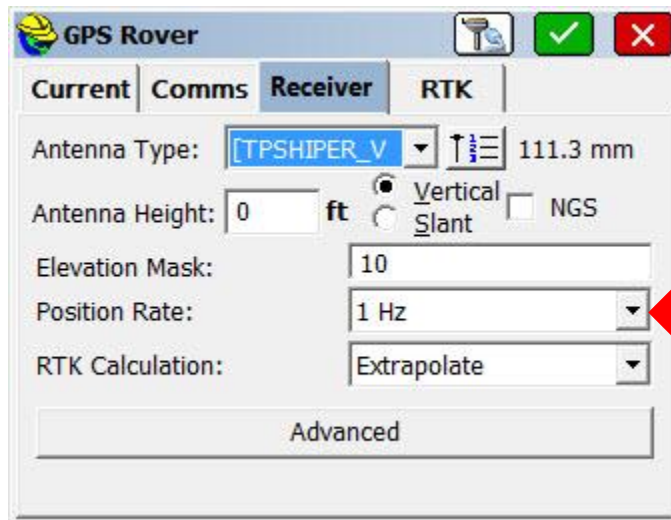 GPS Rover
Current Comms Receiver RTK
Antenna Type: [TPSHIPER_V 111.3 mm
Antenna Height: 0 ft Vertical NGS
Slant
Elevation Mask: 10
Position Rate: 1 Hz
RTK Calculation: Extrapolate
Advanced